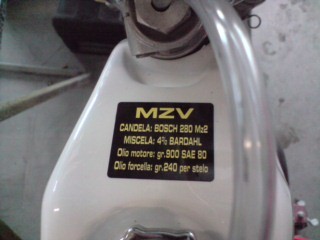 MZV
CANDELA: BOSCH 280 Mz2
MISCELA: 4% BARDAHL
Olio motore: gr.900 SAE 80
Olio forcella: gr.240 per stelo